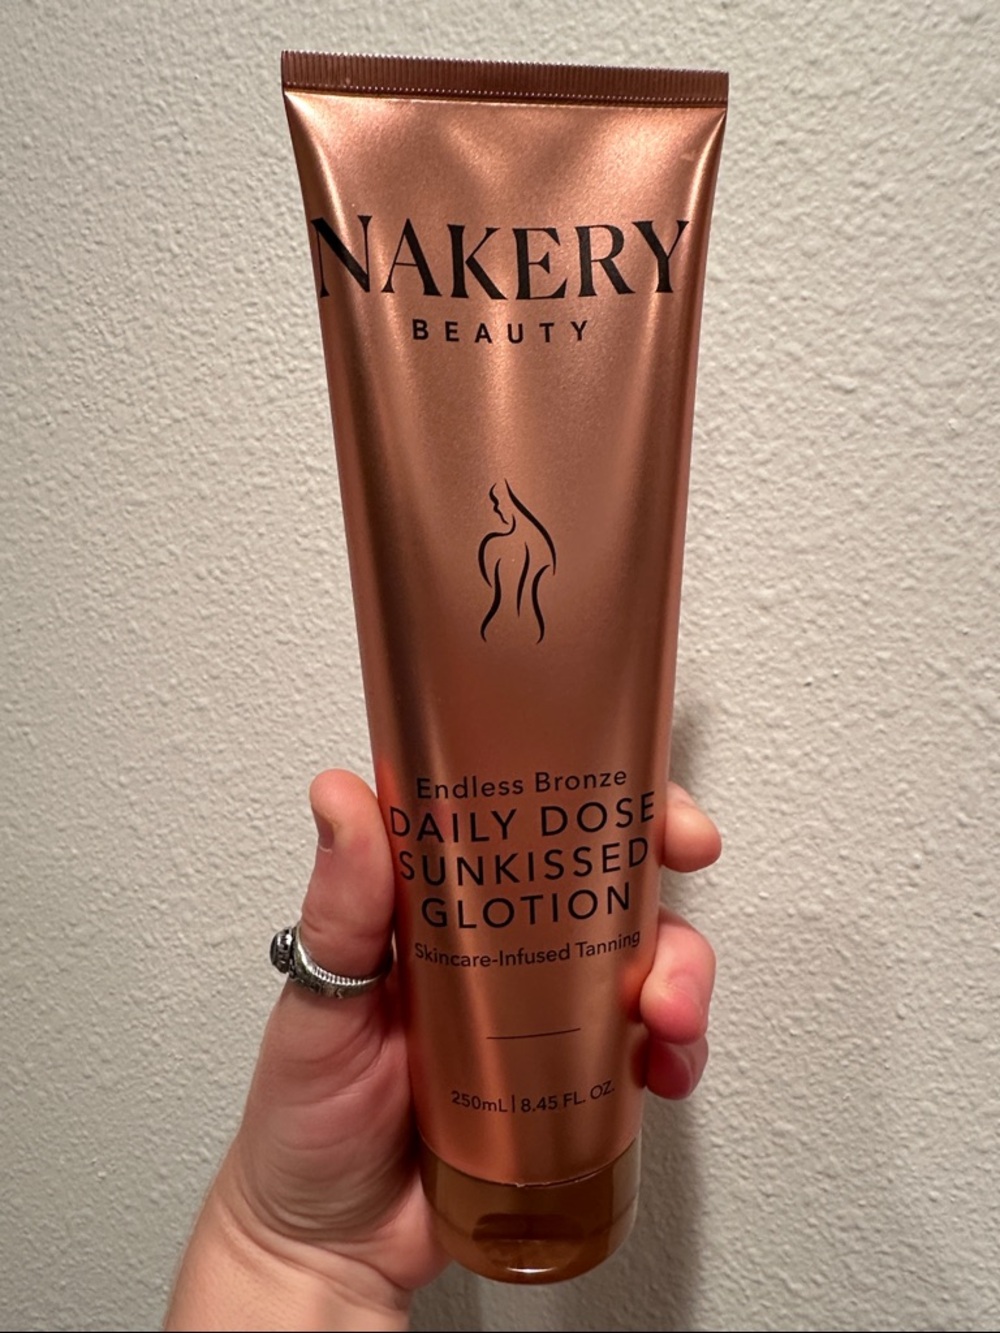 NAKERY
BEAUTY
Endless Bronze
DAILY DOSE
SUNKISSED
GLOTION
Skincare-Infused Tanning
250mL | 8.45 FL. OZ.